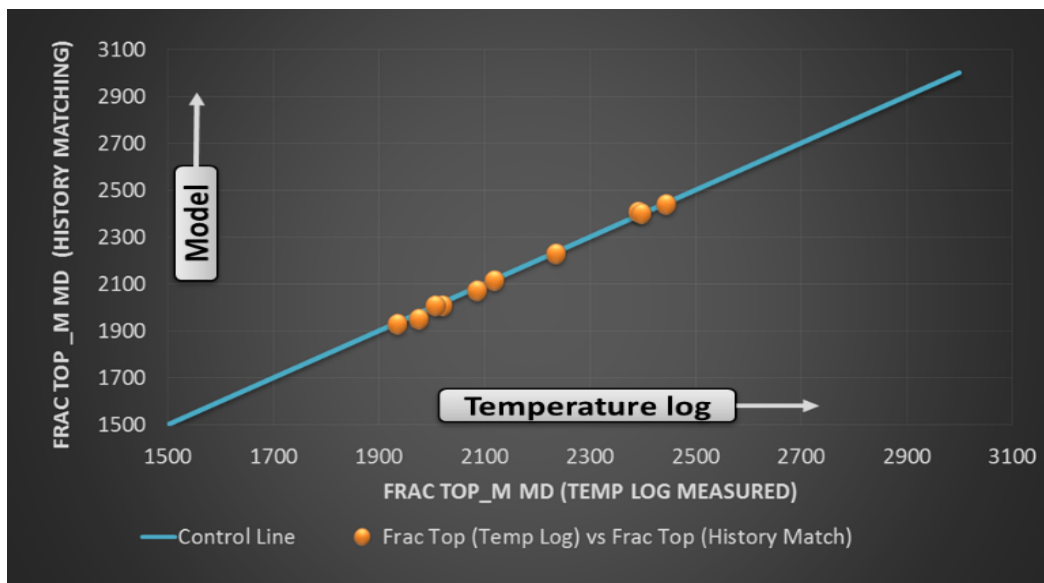 FRAC TOP _M MD (HISTORY MATCHING)
3100
2900
2700
2500
2300
2100
1900
1700
1500
Model
Temperature log
1500 1700 1900 2100 2300 2500 2700 2900 3100
FRAC TOP_M MD (TEMP LOG MEASURED)
Control Line Frac Top (Temp Log) vs Frac Top (History Match)